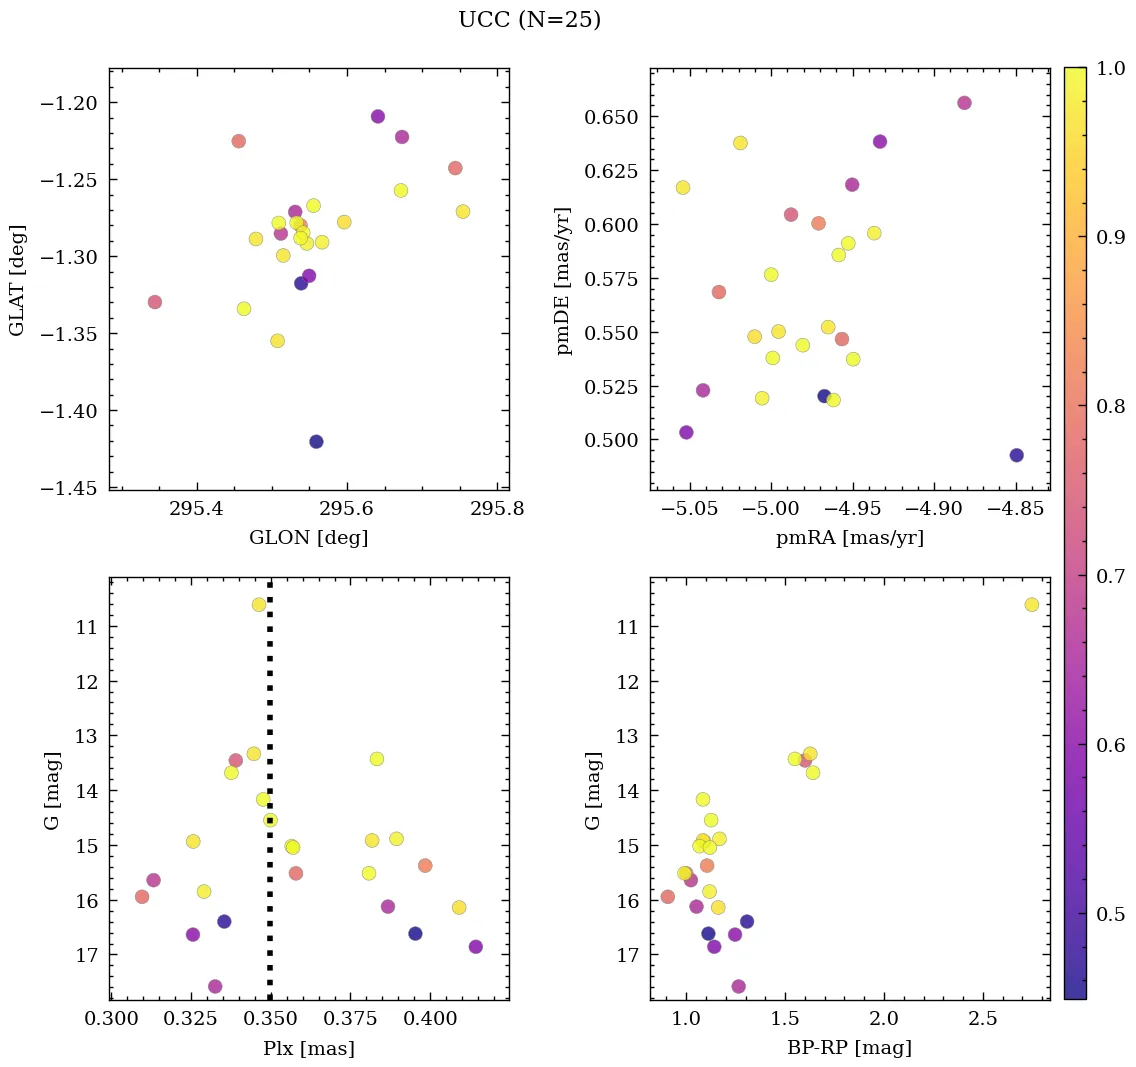 UCC (N=25)
−1.20
−1.25
−1.30
−1.35
−1.40
−1.45
GLAT [deg]
295.4 295.6 295.8
GLON [deg]
0.650
0.625
0.600
0.575
0.550
0.525
0.500
pmDE [mas/yr]
−5.05 −5.00 −4.95 −4.90 −4.85
pmRA [mas/yr]
11
12
13
14
15
16
17
G [mag]
0.300 0.325 0.350 0.375 0.400
Plx [mas]
11
12
13
14
15
16
17
G [mag]
1.0 1.5 2.0 2.5
BP-RP [mag]
1.0
0.9
0.8
0.7
0.6
0.5